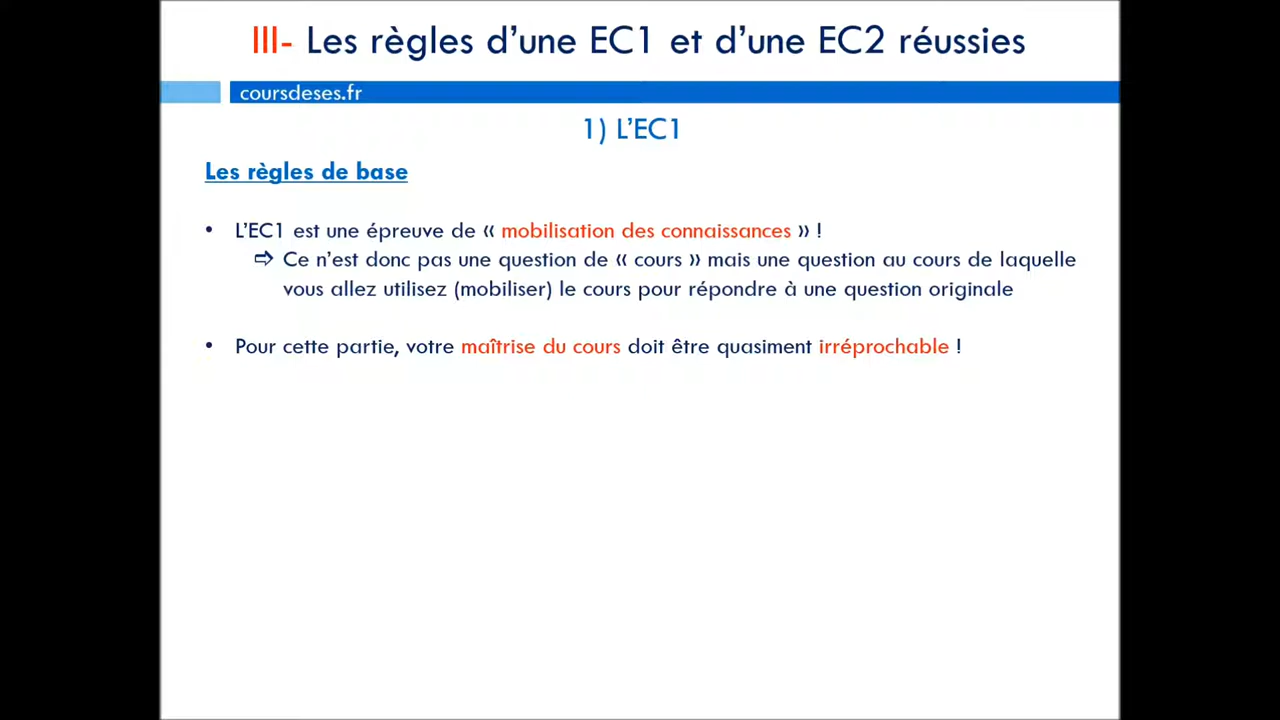 III- Les règles d’une EC1 et d’une EC2 réussies
coursdeses.fr
1) L’EC1
Les règles de base
• L’EC1 est une épreuve de « mobilisation des connaissances » !
⇨ Ce n’est donc pas une question de « cours » mais une question au cours de laquelle
vous allez utilisez (mobiliser) le cours pour répondre à une question originale
• Pour cette partie, votre maîtrise du cours doit être quasiment irréprochable !